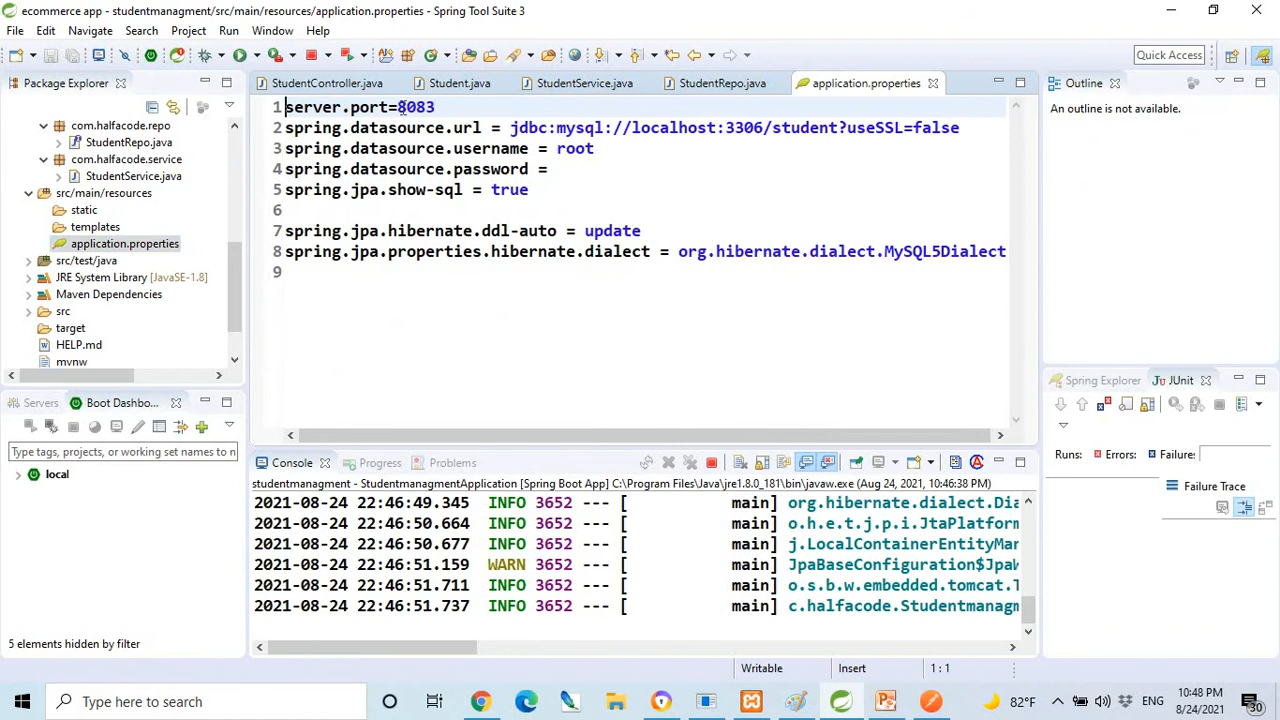 ecommerce app - studentmanagment/src/main/resources/application.properties - Spring Tool Suite 3
File Edit Navigate Search Project Run Window Help
Quick Access
Package Explorer
StudentController.java Student.java StudentService.java StudentRepo.java application.properties
Outline
An outline is not available.
com.halfacode.repo
StudentRepo.java
com.halfacode.service
StudentService.java
src/main/resources
static
templates
application.properties
src/test/java
JRE System Library [JavaSE-1.8]
Maven Dependencies
src
target
HELP.md
mvnw
1 server.port=8083
2 spring.datasource.url = jdbc:mysql://localhost:3306/student?useSSL=false
3 spring.datasource.username = root
4 spring.datasource.password =
5 spring.jpa.show-sql = true
6
7 spring.jpa.hibernate.ddl-auto = update
8 spring.jpa.properties.hibernate.dialect = org.hibernate.dialect.MySQL5Dialect
9
Servers Boot Dashbo...
Type tags, projects, or working set names to n
local
5 elements hidden by filter
Spring Explorer JUnit
Runs: Errors: Failure:
Failure Trace
Console Progress Problems
studentmanagment - StudentmanagmentApplication [Spring Boot App] C:\Program Files\Java\jre1.8.0_181\bin\javaw.exe (Aug 24, 2021, 10:46:38 PM)
2021-08-24 22:46:49.345 INFO 3652 --- [ main] org.hibernate.dialect.Dia
2021-08-24 22:46:50.664 INFO 3652 --- [ main] o.h.e.t.j.p.i.JtaPlatform
2021-08-24 22:46:50.677 INFO 3652 --- [ main] j.LocalContainerEntityMan
2021-08-24 22:46:51.159 WARN 3652 --- [ main] JpaBaseConfiguration$JpaW
2021-08-24 22:46:51.711 INFO 3652 --- [ main] o.s.b.w.embedded.tomcat.T
2021-08-24 22:46:51.737 INFO 3652 --- [ main] c.halfacode.Studentmanagm
Writable Insert 1 : 1
Type here to search
82°F ENG 10:48 PM
8/24/2021
30